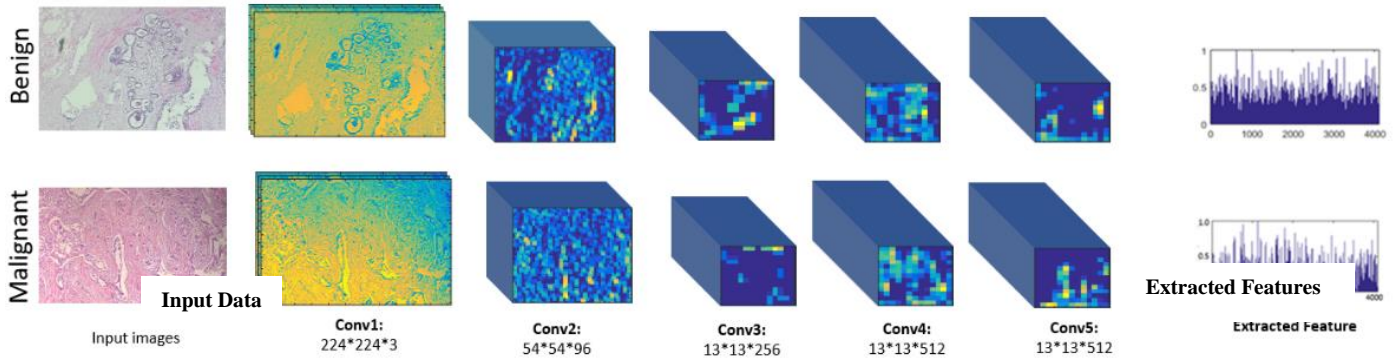 Benign
1
0.5
0
0 1000 2000 3000 4000
Malignant
1.0
0.5
4000
Input Data
Extracted Features
Input images
Conv1:
224*224*3
Conv2:
54*54*96
Conv3:
13*13*256
Conv4:
13*13*512
Conv5:
13*13*512
Extracted Feature